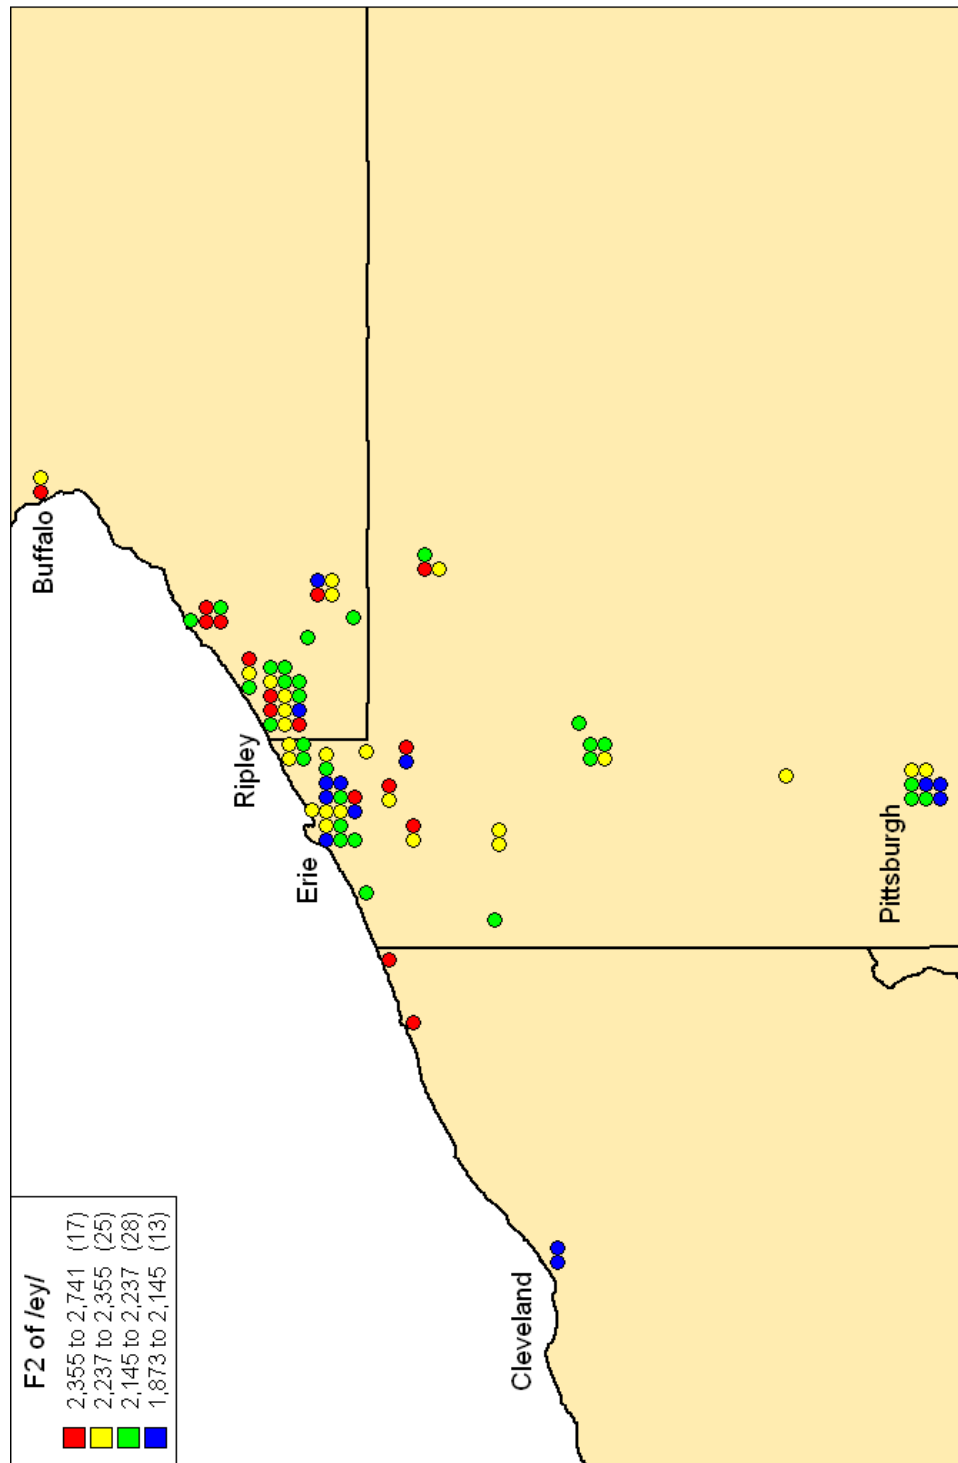 F2 of /ey/
2,355 to 2,741 (17)
2,237 to 2,355 (25)
2,145 to 2,237 (28)
1,873 to 2,145 (13)
Buffalo
Ripley
Erie
Cleveland
Pittsburgh